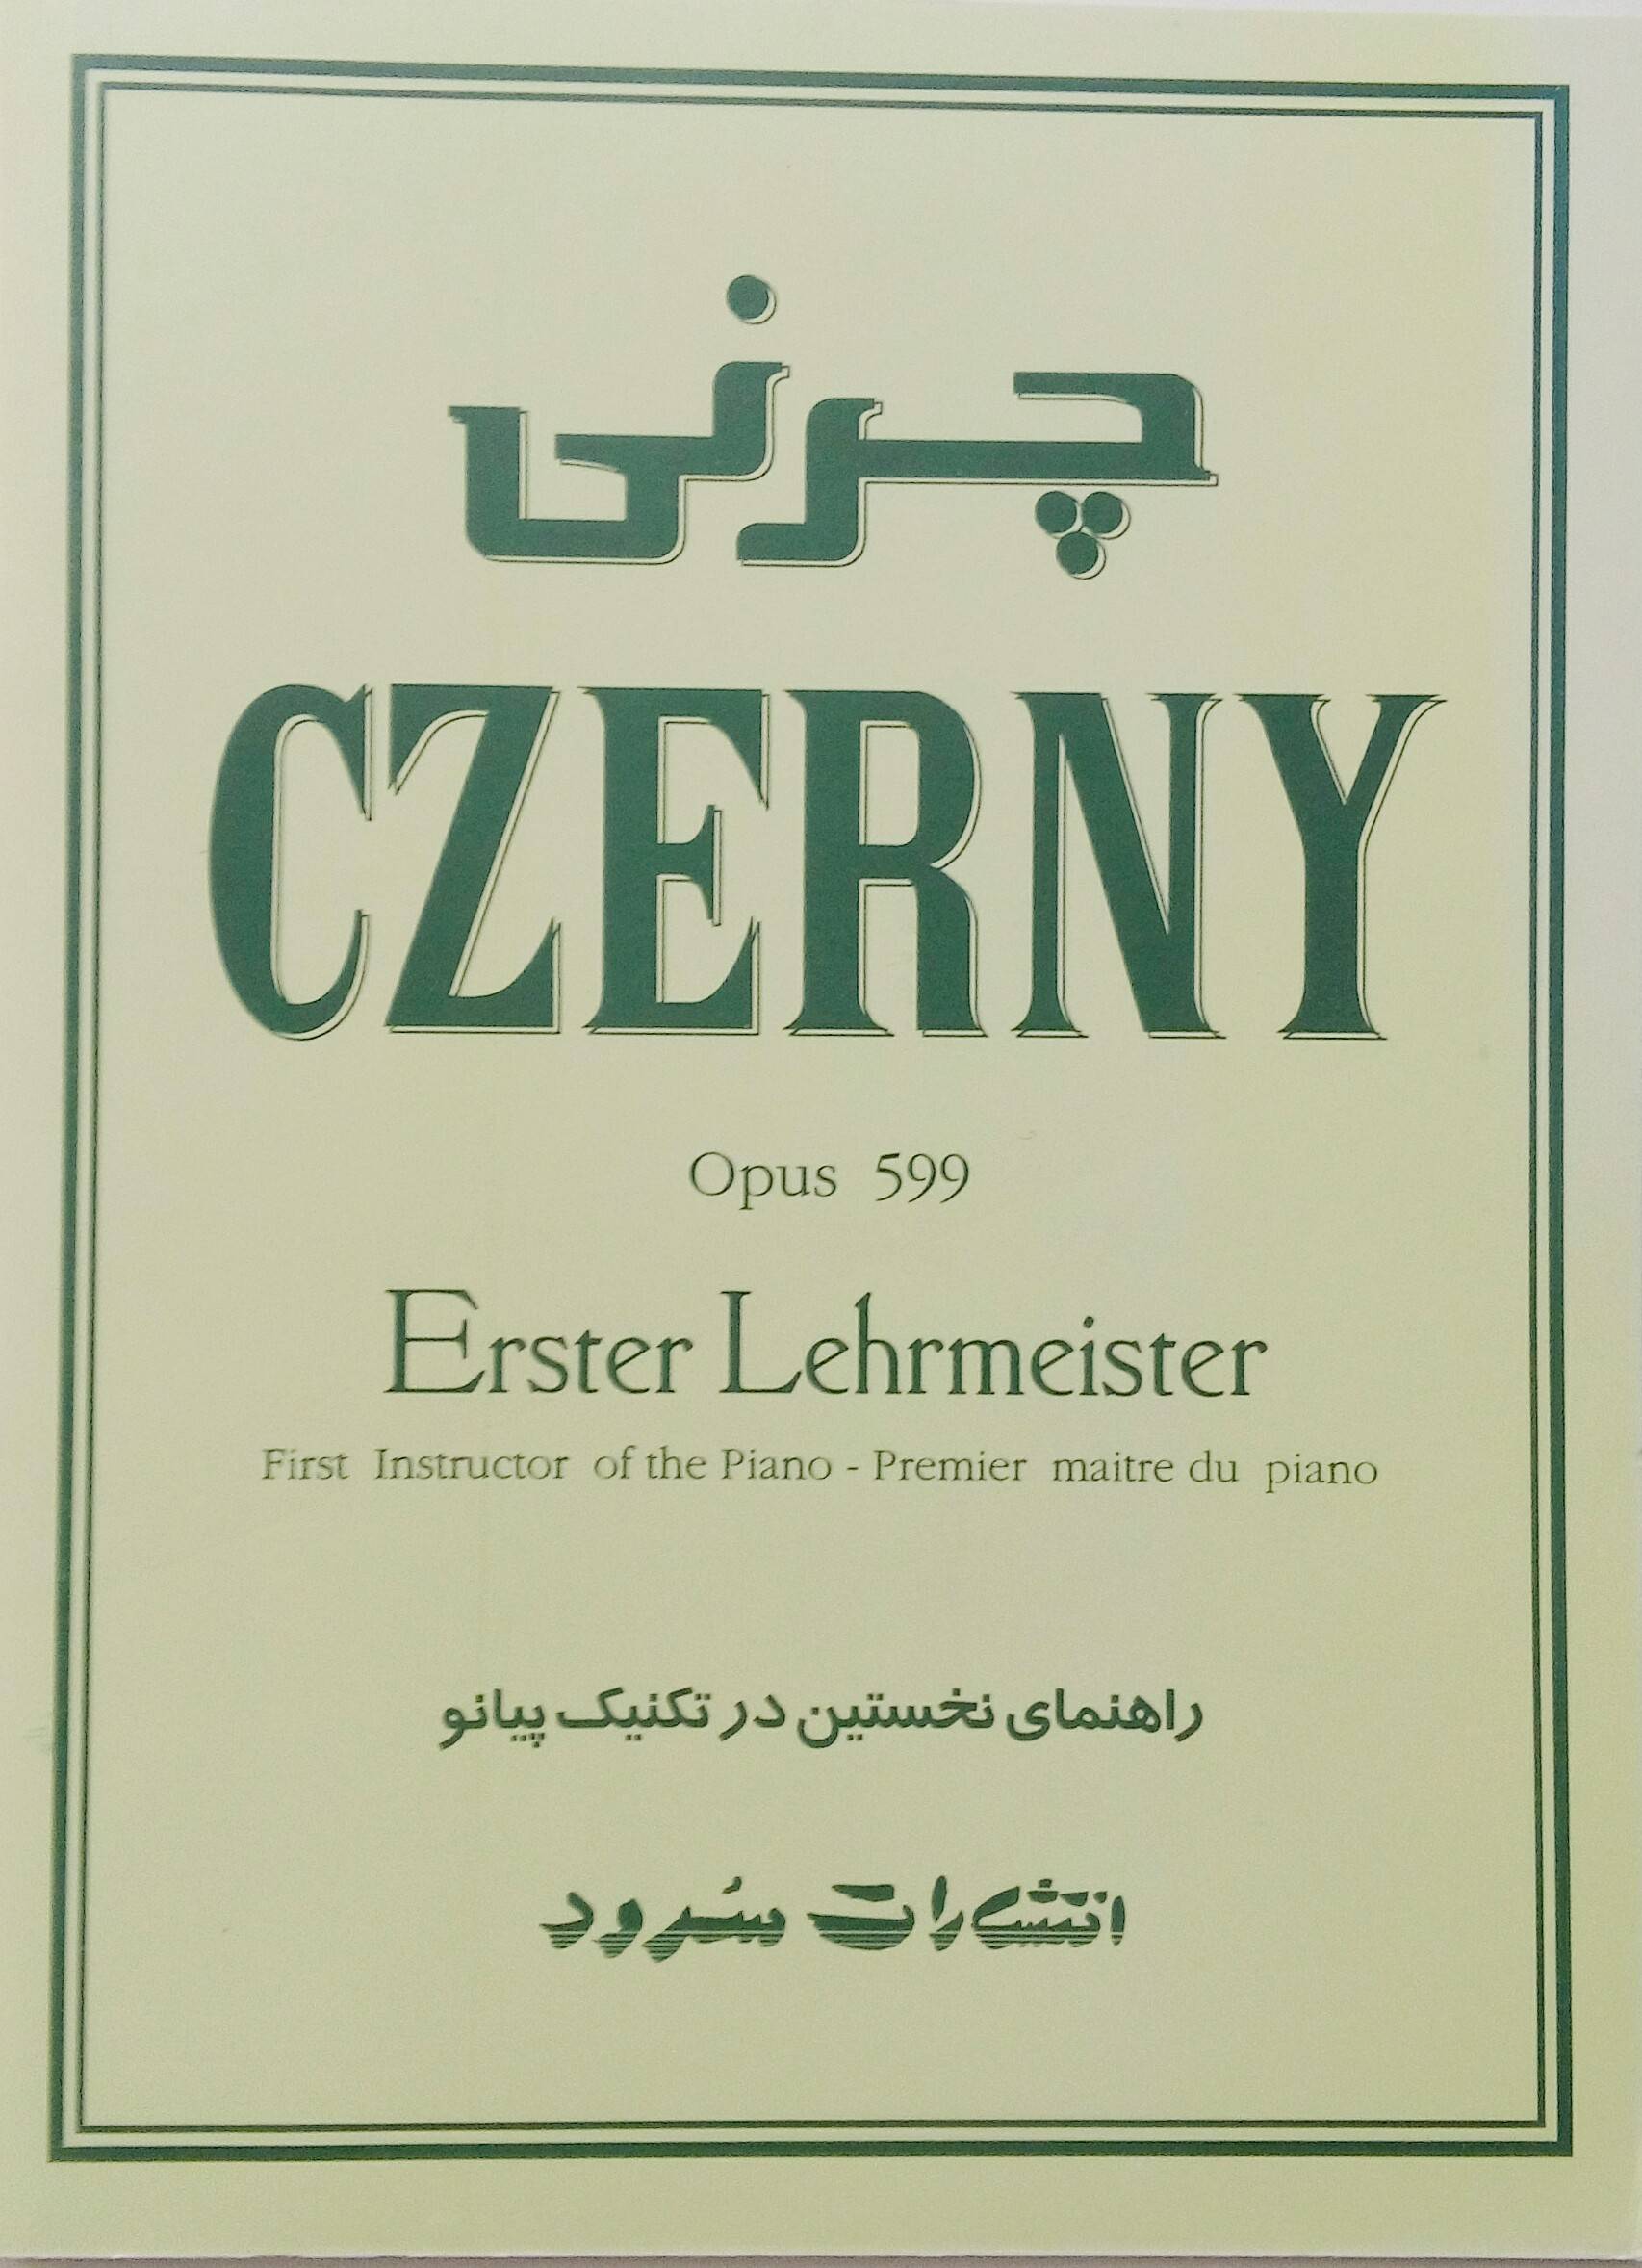 چرنی
CZERNY
Opus 599
Erster Lehrmeister
First Instructor of the Piano - Premier maitre du piano
راهنمای نخستین در تکنیک پیانو
انتشارات سُرود